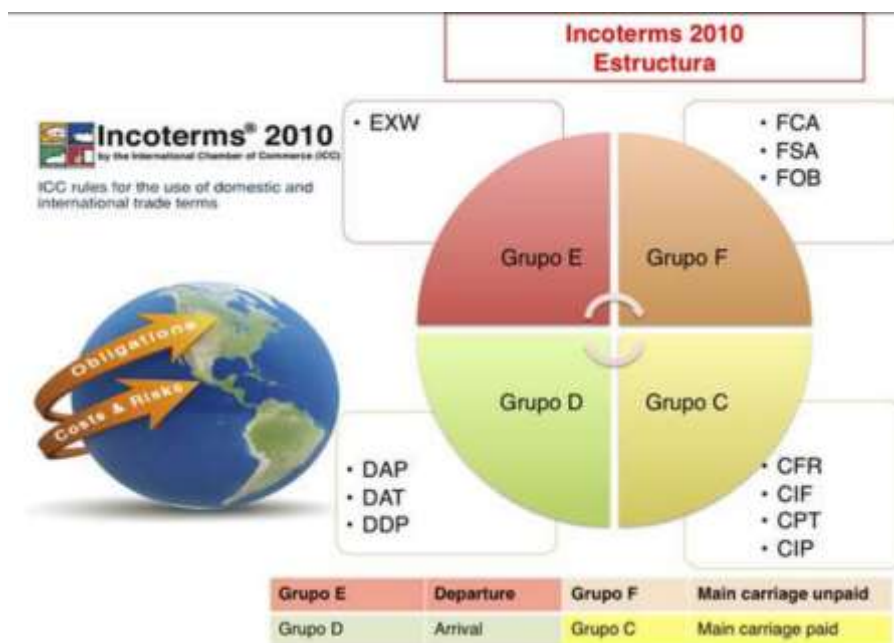 Incoterms 2010
Estructura
Incoterms® 2010
by the International Chamber of Commerce (ICC)
ICC rules for the use of domestic and
international trade terms
• EXW
• FCA
• FSA
• FOB
Grupo E
Grupo F
Obligations
Costs & Risks
Grupo D
Grupo C
• DAP
• DAT
• DDP
• CFR
• CIF
• CPT
• CIP
Grupo E Departure Grupo F Main carriage unpaid
Grupo D Arrival Grupo C Main carriage paid